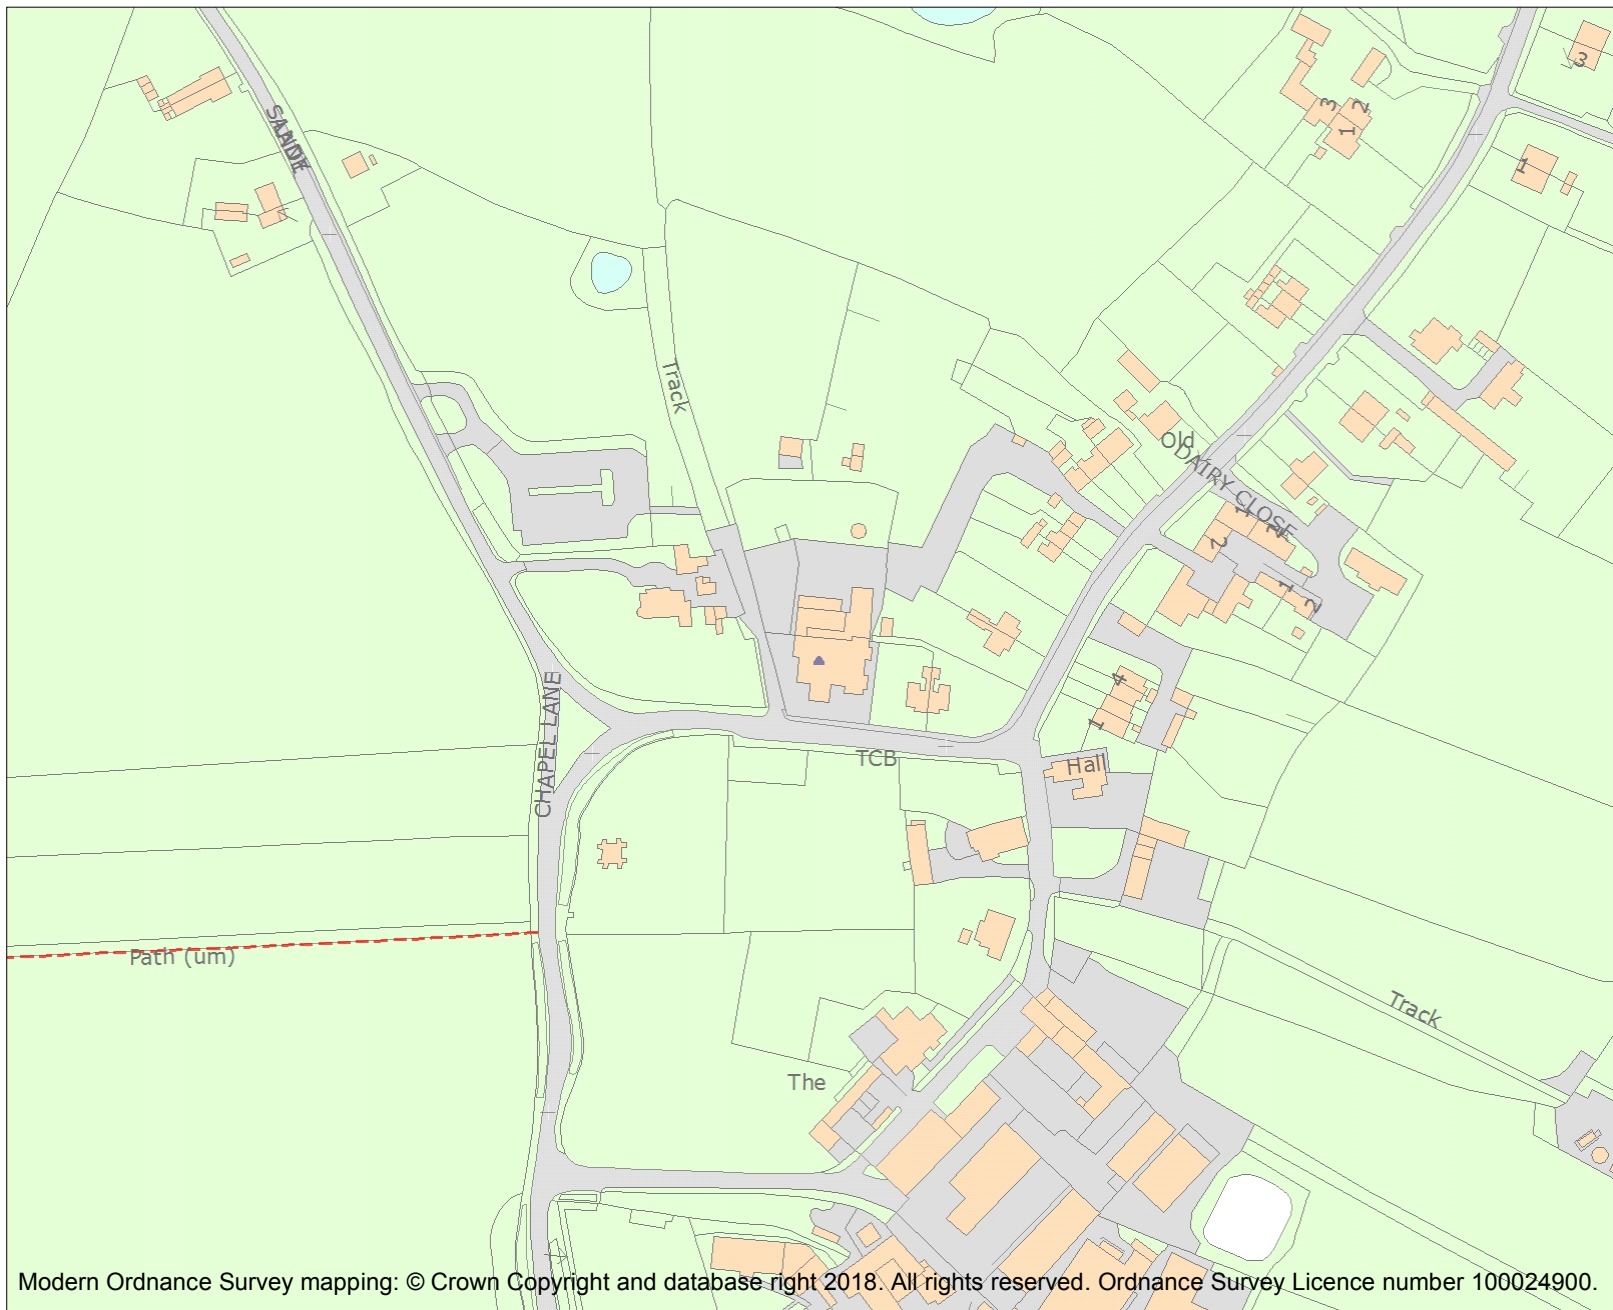 3
3
2
1
1
Track
Old
DAIRY CLOSE
1
2
2
1
2
4
1
CHAPEL LANE
TCB
Hall
Path (um)
Track
The
Modern Ordnance Survey mapping: © Crown Copyright and database right 2018. All rights reserved. Ordnance Survey Licence number 100024900.